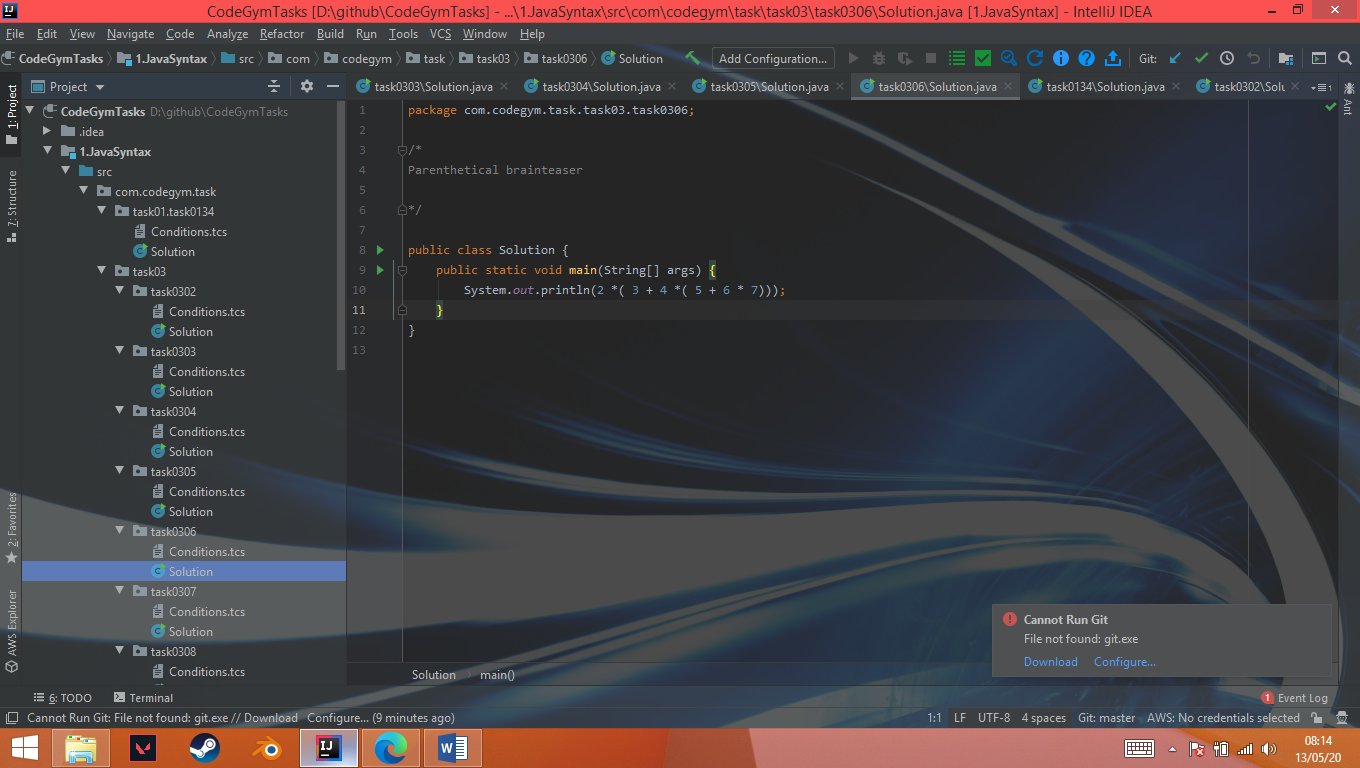 CodeGymTasks [D:\github\CodeGymTasks] - ...\1.JavaSyntax\src\com\codegym\task\task03\task0306\Solution.java [1.JavaSyntax] - IntelliJ IDEA
File Edit View Navigate Code Analyze Refactor Build Run Tools VCS Window Help
CodeGymTasks 1.JavaSyntax src com codegym task task03 task0306 Solution Add Configuration... Git:
Project task0303\Solution.java task0304\Solution.java task0305\Solution.java task0306\Solution.java task0134\Solution.java task0302\Solu
1: Project
7: Structure
2: Favorites
AWS Explorer
Ant
CodeGymTasks D:\github\CodeGymTasks
.idea
1.JavaSyntax
src
com.codegym.task
task01.task0134
Conditions.tcs
Solution
task03
task0302
Conditions.tcs
Solution
task0303
Conditions.tcs
Solution
task0304
Conditions.tcs
Solution
task0305
Conditions.tcs
Solution
task0306
Conditions.tcs
Solution
task0307
Conditions.tcs
Solution
task0308
Conditions.tcs
1 package com.codegym.task.task03.task0306;
2
3 /*
4 Parenthetical brainteaser
5
6 */
7
8 public class Solution {
9 public static void main(String[] args) {
10 System.out.println(2 *( 3 + 4 *( 5 + 6 * 7)));
11 }
12 }
13
Cannot Run Git
File not found: git.exe
Download Configure...
Solution main()
6: TODO Terminal 1 Event Log
Cannot Run Git: File not found: git.exe // Download Configure... (9 minutes ago) 1:1 LF UTF-8 4 spaces Git: master AWS: No credentials selected
08:14
13/05/20